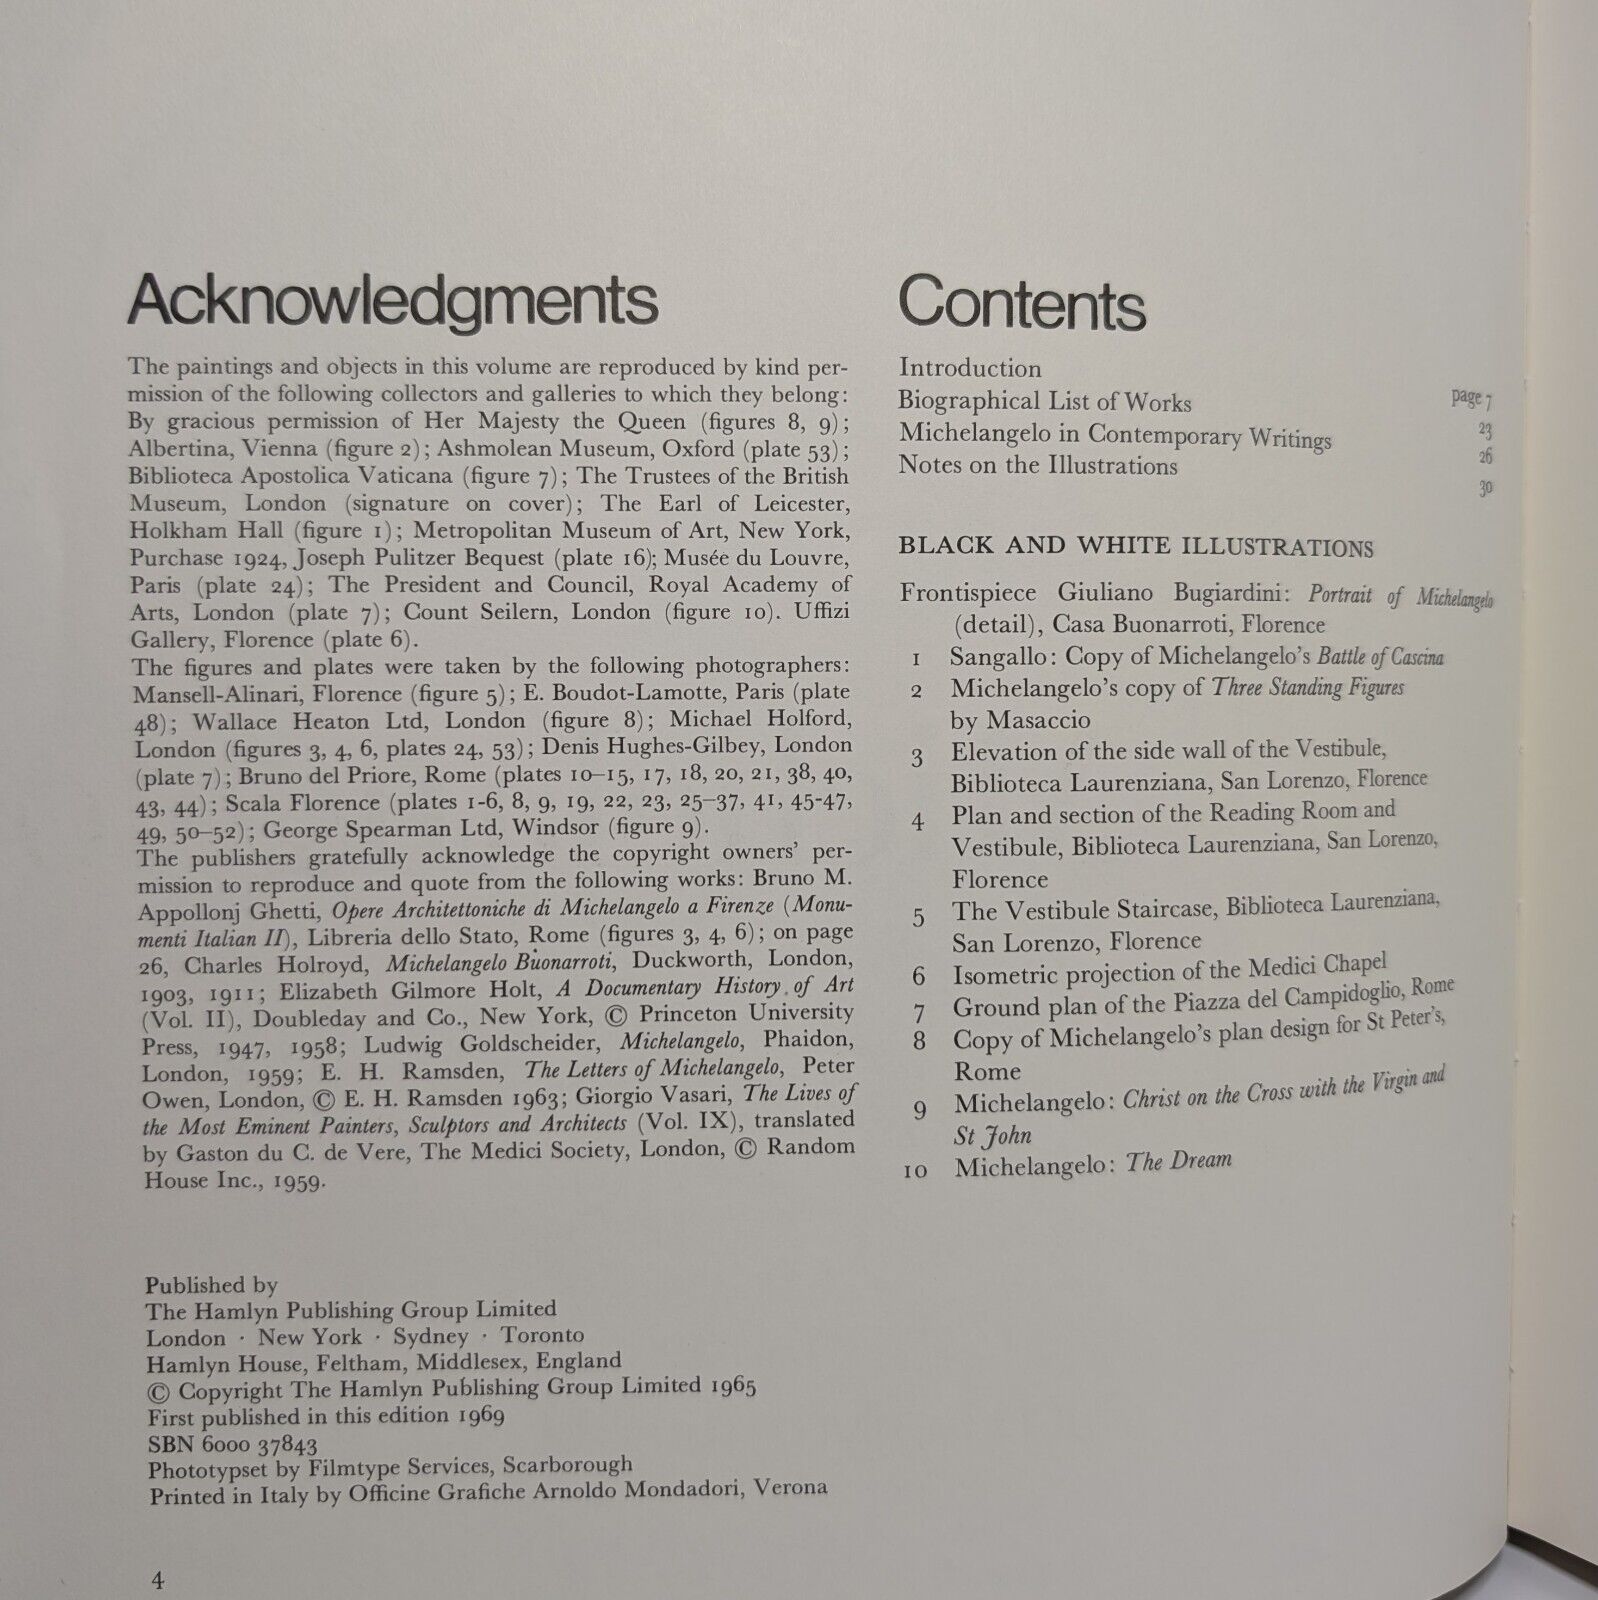 Acknowledgments
The paintings and objects in this volume are reproduced by kind per-
mission of the following collectors and galleries to which they belong:
By gracious permission of Her Majesty the Queen (figures 8, 9);
Albertina, Vienna (figure 2); Ashmolean Museum, Oxford (plate 53);
Biblioteca Apostolica Vaticana (figure 7); The Trustees of the British
Museum, London (signature on cover); The Earl of Leicester,
Holkham Hall (figure 1); Metropolitan Museum of Art, New York,
Purchase 1924, Joseph Pulitzer Bequest (plate 16); Musée du Louvre,
Paris (plate 24); The President and Council, Royal Academy of
Arts, London (plate 7); Count Seilern, London (figure 10). Uffizi
Gallery, Florence (plate 6).
The figures and plates were taken by the following photographers:
Mansell-Alinari, Florence (figure 5); E. Boudot-Lamotte, Paris (plate
48); Wallace Heaton Ltd, London (figure 8); Michael Holford,
London (figures 3, 4, 6, plates 24, 53); Denis Hughes-Gilbey, London
(plate 7); Bruno del Priore, Rome (plates 10–15, 17, 18, 20, 21, 38, 40,
43, 44); Scala Florence (plates 1-6, 8, 9, 19, 22, 23, 25–37, 41, 45-47,
49, 50–52); George Spearman Ltd, Windsor (figure 9).
The publishers gratefully acknowledge the copyright owners' per-
mission to reproduce and quote from the following works: Bruno M.
Appollonj Ghetti, Opere Architettoniche di Michelangelo a Firenze (Monu-
menti Italian II), Libreria dello Stato, Rome (figures 3, 4, 6); on page
26, Charles Holroyd, Michelangelo Buonarroti, Duckworth, London,
1903, 1911; Elizabeth Gilmore Holt, A Documentary History of Art
(Vol. II), Doubleday and Co., New York, © Princeton University
Press, 1947, 1958; Ludwig Goldscheider, Michelangelo, Phaidon,
London, 1959; E. H. Ramsden, The Letters of Michelangelo, Peter
Owen, London, © E. H. Ramsden 1963; Giorgio Vasari, The Lives of
the Most Eminent Painters, Sculptors and Architects (Vol. IX), translated
by Gaston du C. de Vere, The Medici Society, London, © Random
House Inc., 1959.
Published by
The Hamlyn Publishing Group Limited
London · New York · Sydney · Toronto
Hamlyn House, Feltham, Middlesex, England
© Copyright The Hamlyn Publishing Group Limited 1965
First published in this edition 1969
SBN 6000 37843
Phototypset by Filmtype Services, Scarborough
Printed in Italy by Officine Grafiche Arnoldo Mondadori, Verona
4
Contents
Introduction page 7
Biographical List of Works 23
Michelangelo in Contemporary Writings 26
Notes on the Illustrations 30
BLACK AND WHITE ILLUSTRATIONS
Frontispiece Giuliano Bugiardini: Portrait of Michelangelo
(detail), Casa Buonarroti, Florence
1 Sangallo: Copy of Michelangelo's Battle of Cascina
2 Michelangelo's copy of Three Standing Figures
by Masaccio
3 Elevation of the side wall of the Vestibule,
Biblioteca Laurenziana, San Lorenzo, Florence
4 Plan and section of the Reading Room and
Vestibule, Biblioteca Laurenziana, San Lorenzo,
Florence
5 The Vestibule Staircase, Biblioteca Laurenziana,
San Lorenzo, Florence
6 Isometric projection of the Medici Chapel
7 Ground plan of the Piazza del Campidoglio, Rome
8 Copy of Michelangelo's plan design for St Peter's,
Rome
9 Michelangelo: Christ on the Cross with the Virgin and
St John
10 Michelangelo: The Dream